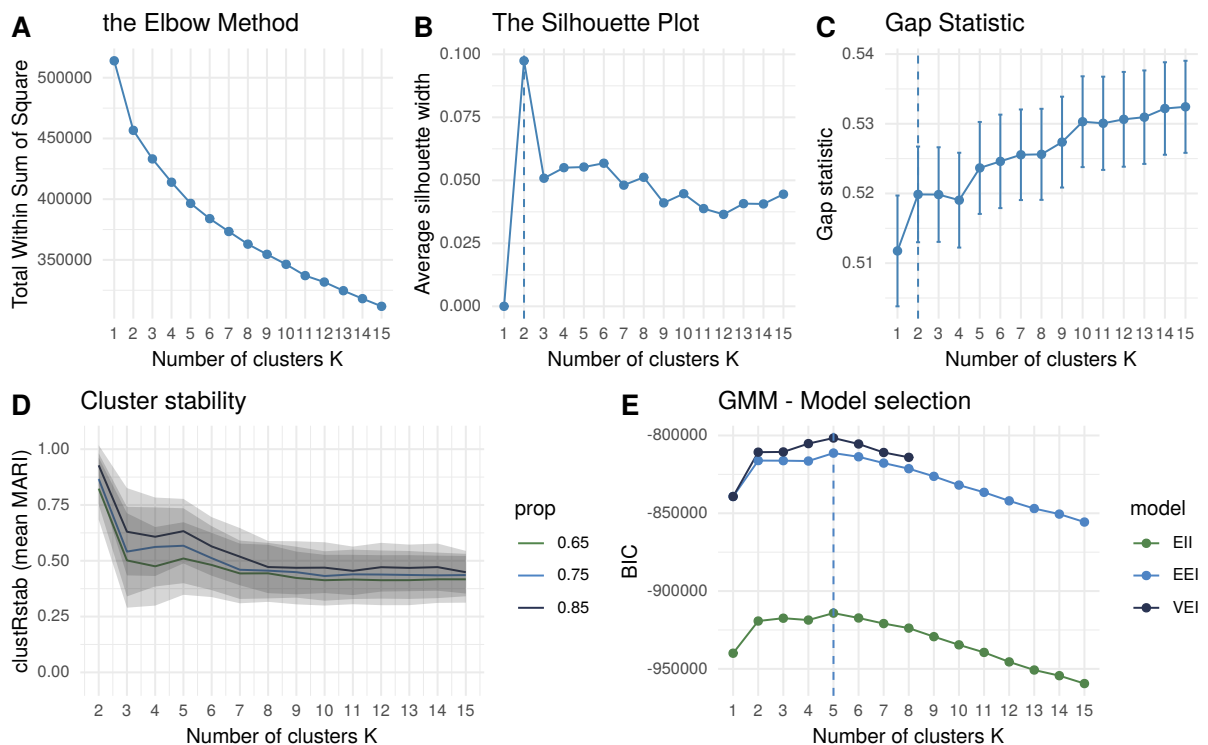 A
the Elbow Method
Total Within Sum of Square
500000
450000
400000
350000
1 2 3 4 5 6 7 8 9 10 11 12 13 14 15
Number of clusters K
B
The Silhouette Plot
Average silhouette width
0.100
0.075
0.050
0.025
0.000
1 2 3 4 5 6 7 8 9 10 11 12 13 14 15
Number of clusters K
C
Gap Statistic
Gap statistic
0.54
0.53
0.52
0.51
1 2 3 4 5 6 7 8 9 10 11 12 13 14 15
Number of clusters K
D
Cluster stability
clustRstab (mean MARI)
1.00
0.75
0.50
0.25
0.00
2 3 4 5 6 7 8 9 10 11 12 13 14 15
Number of clusters K
prop
0.65
0.75
0.85
E
GMM - Model selection
BIC
-800000
-850000
-900000
-950000
1 2 3 4 5 6 7 8 9 10 11 12 13 14 15
Number of clusters K
model
EII
EEI
VEI